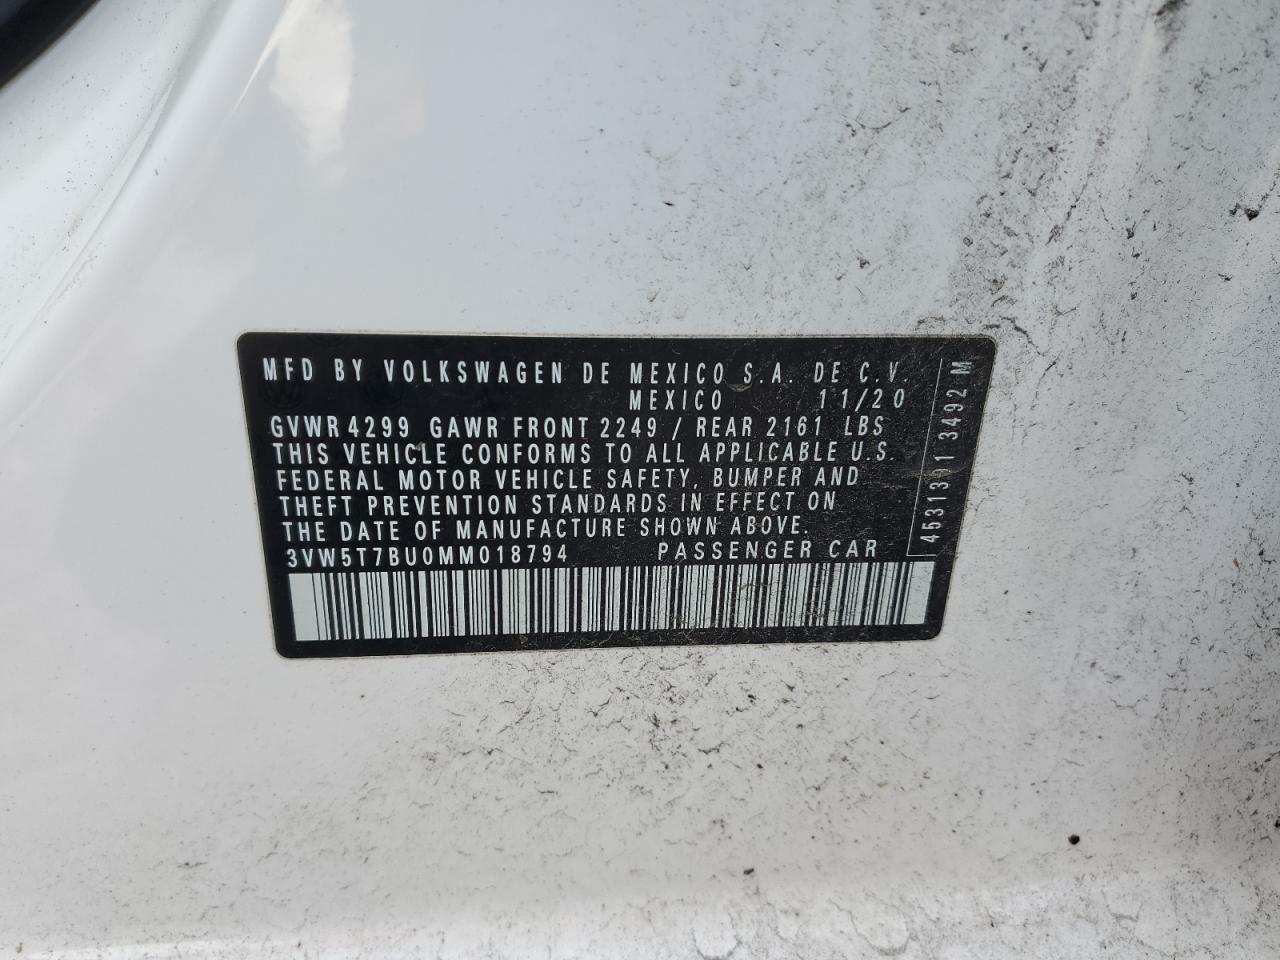 MFD BY VOLKSWAGEN DE MEXICO S.A. DE C.V.
MEXICO 11/20
GVWR 4299 GAWR FRONT 2249 / REAR 2161 LBS
THIS VEHICLE CONFORMS TO ALL APPLICABLE U.S.
FEDERAL MOTOR VEHICLE SAFETY, BUMPER AND
THEFT PREVENTION STANDARDS IN EFFECT ON
THE DATE OF MANUFACTURE SHOWN ABOVE.
3VW5T7BU0MM018794 PASSENGER CAR
3492 M